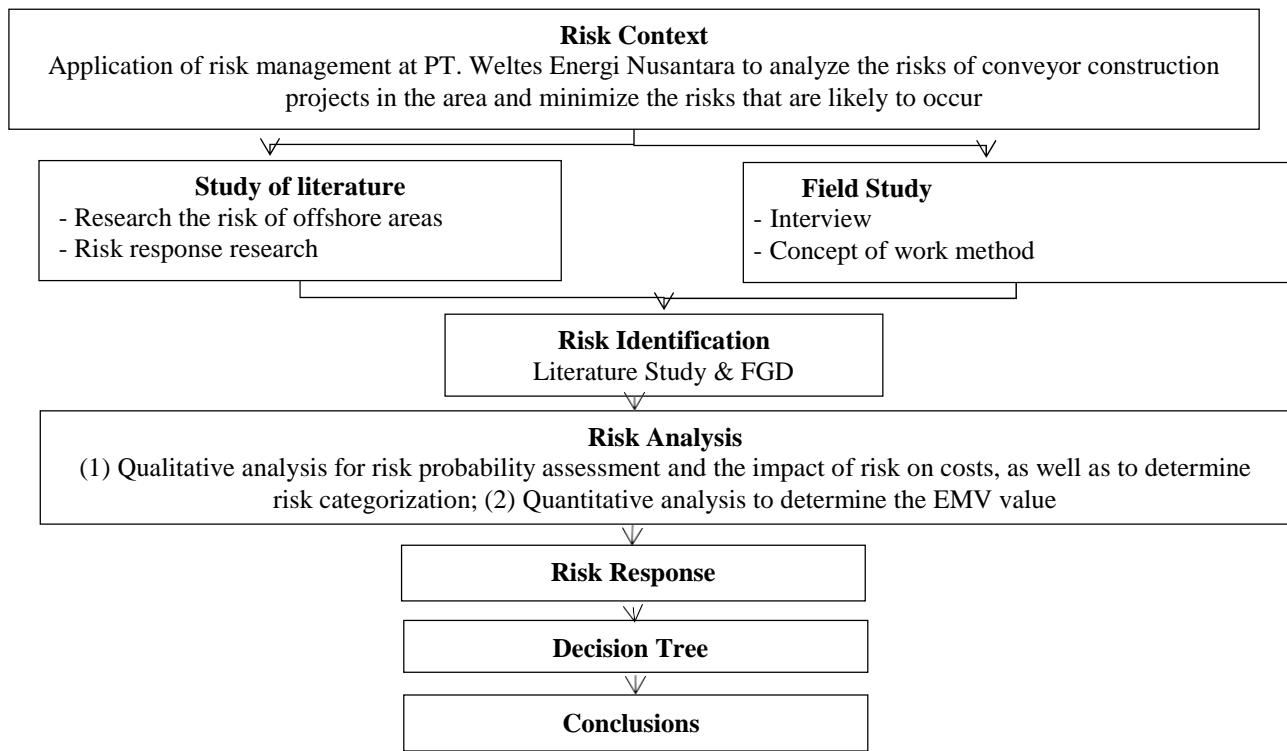 Risk Context
Application of risk management at PT. Weltes Energi Nusantara to analyze the risks of conveyor construction
projects in the area and minimize the risks that are likely to occur
Study of literature
- Research the risk of offshore areas
- Risk response research
Field Study
- Interview
- Concept of work method
Risk Identification
Literature Study & FGD
Risk Analysis
(1) Qualitative analysis for risk probability assessment and the impact of risk on costs, as well as to determine
risk categorization; (2) Quantitative analysis to determine the EMV value
Risk Response
Decision Tree
Conclusions